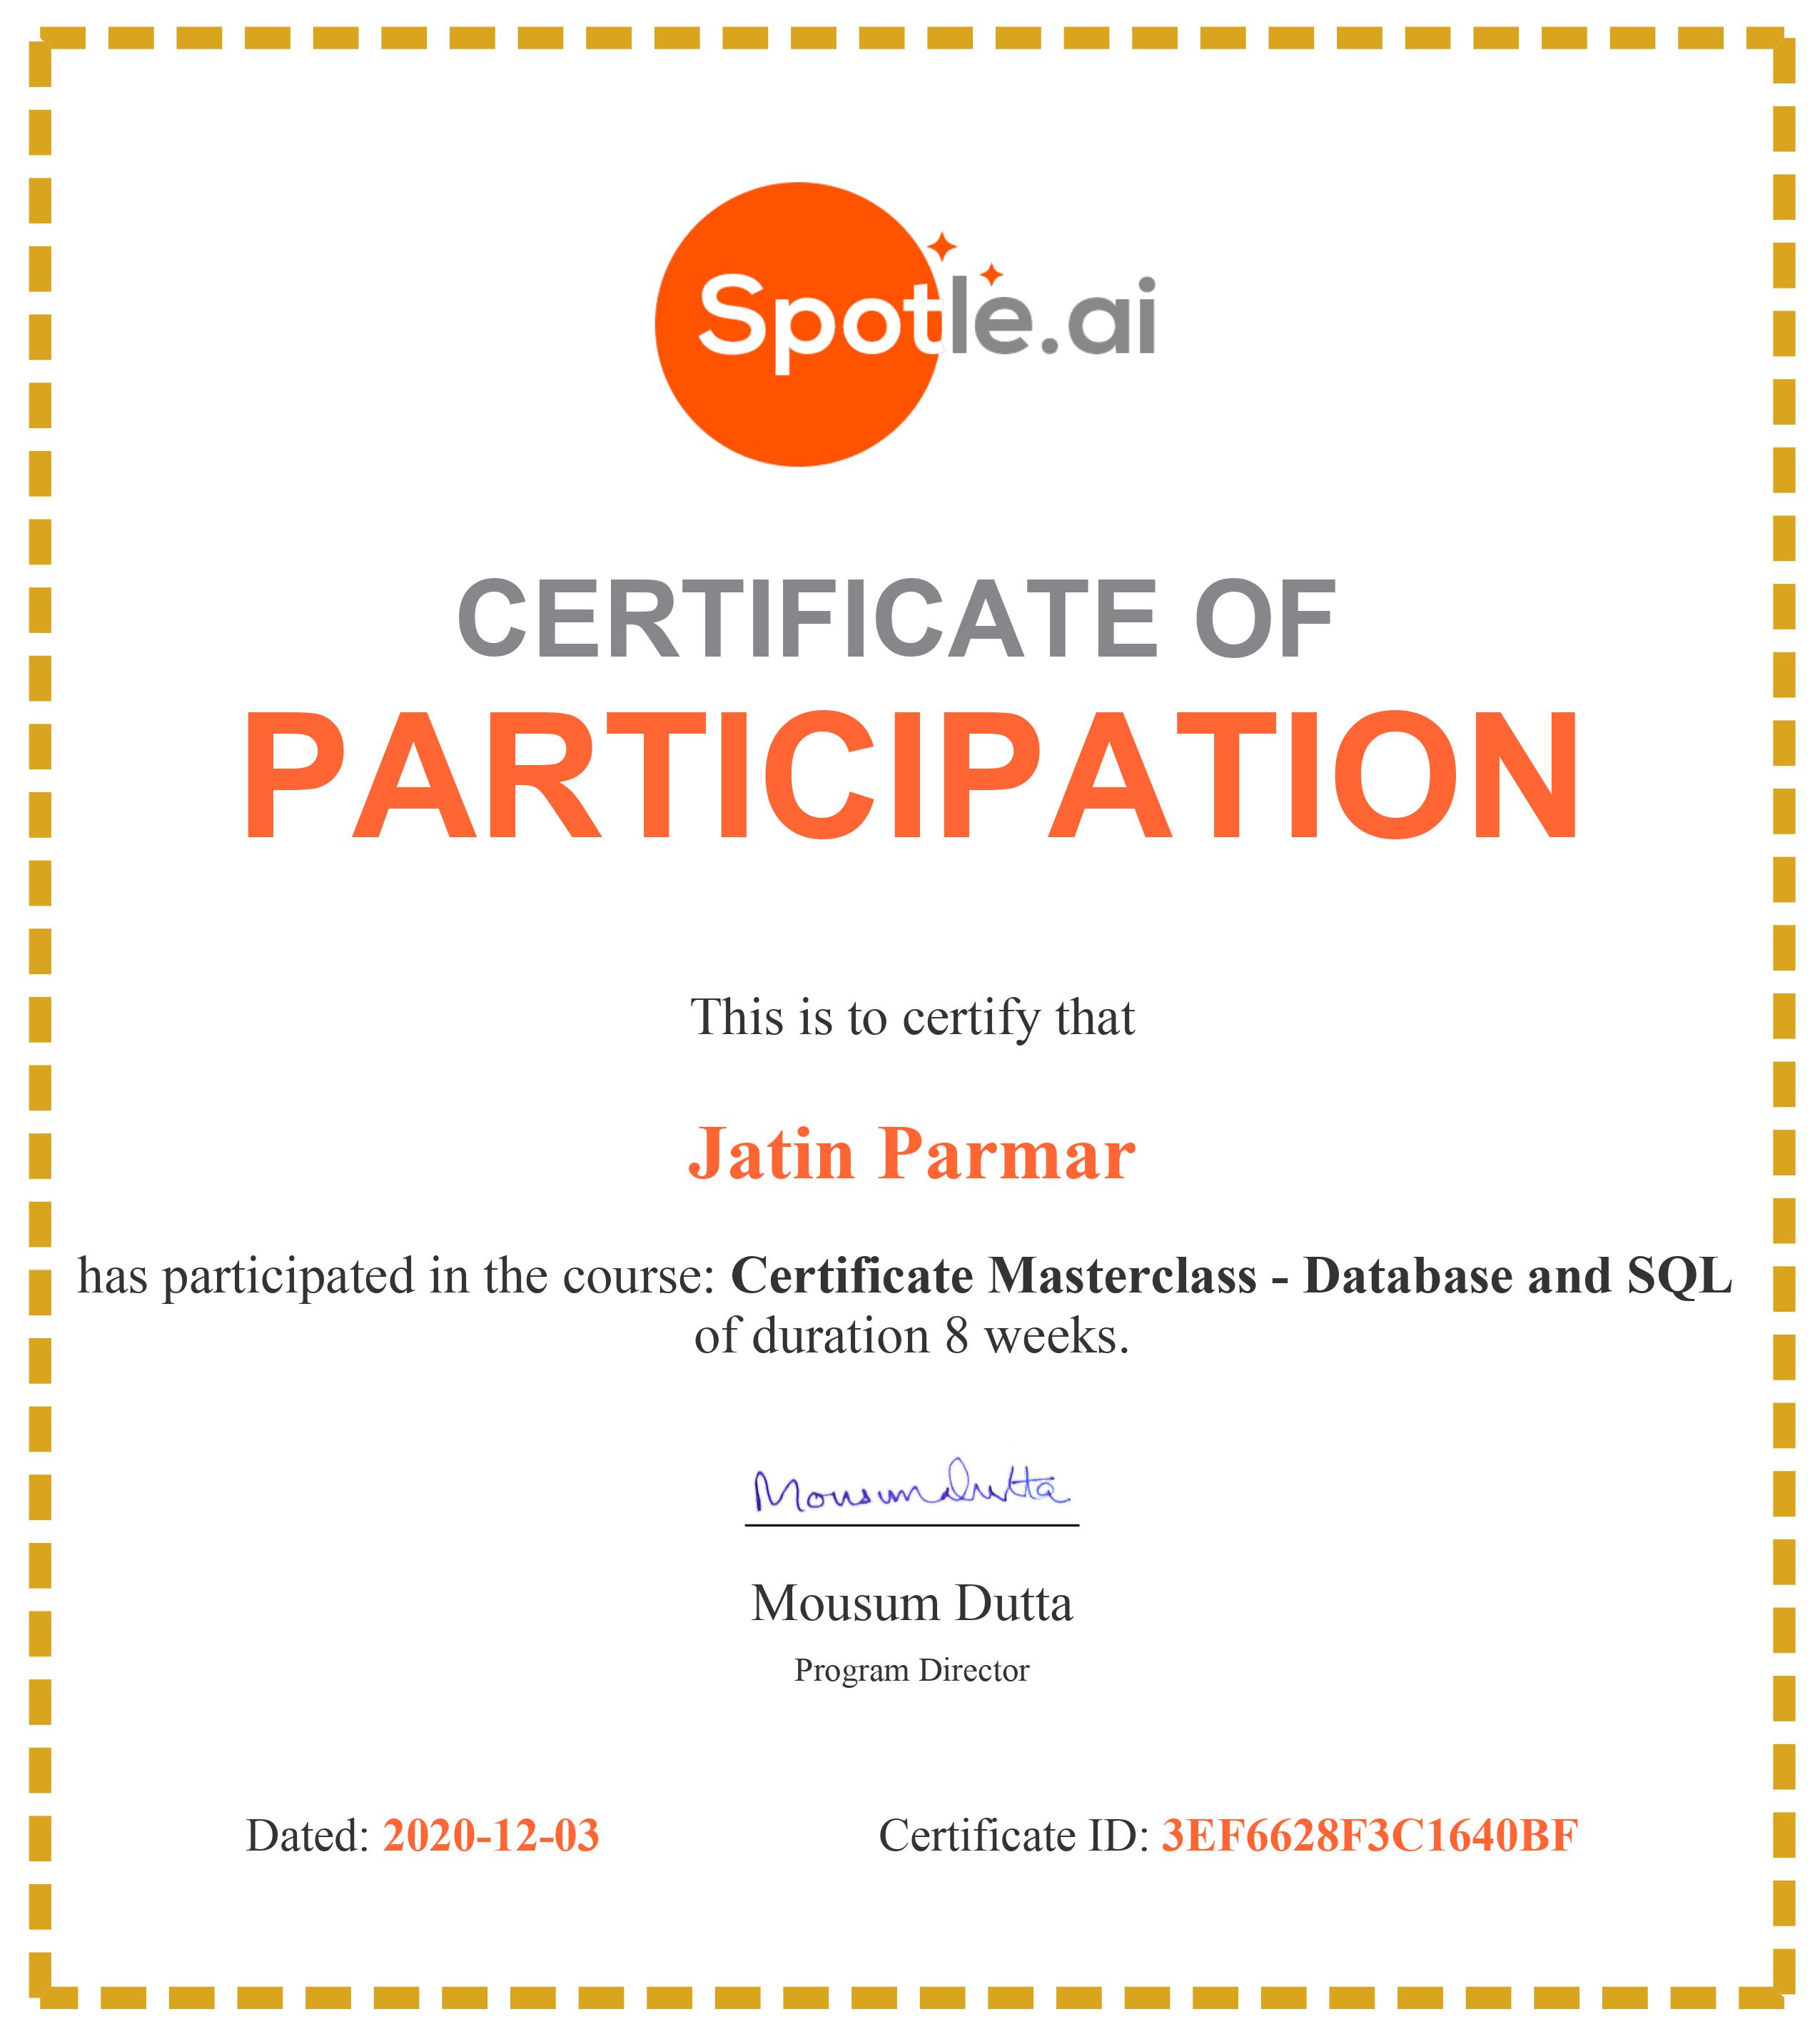 Spotle.ai
CERTIFICATE OF
PARTICIPATION
This is to certify that
Jatin Parmar
has participated in the course: Certificate Masterclass - Database and SQL
of duration 8 weeks.
Mousum Dutta
Mousum Dutta
Program Director
Dated: 2020-12-03 Certificate ID: 3EF6628F3C1640BF